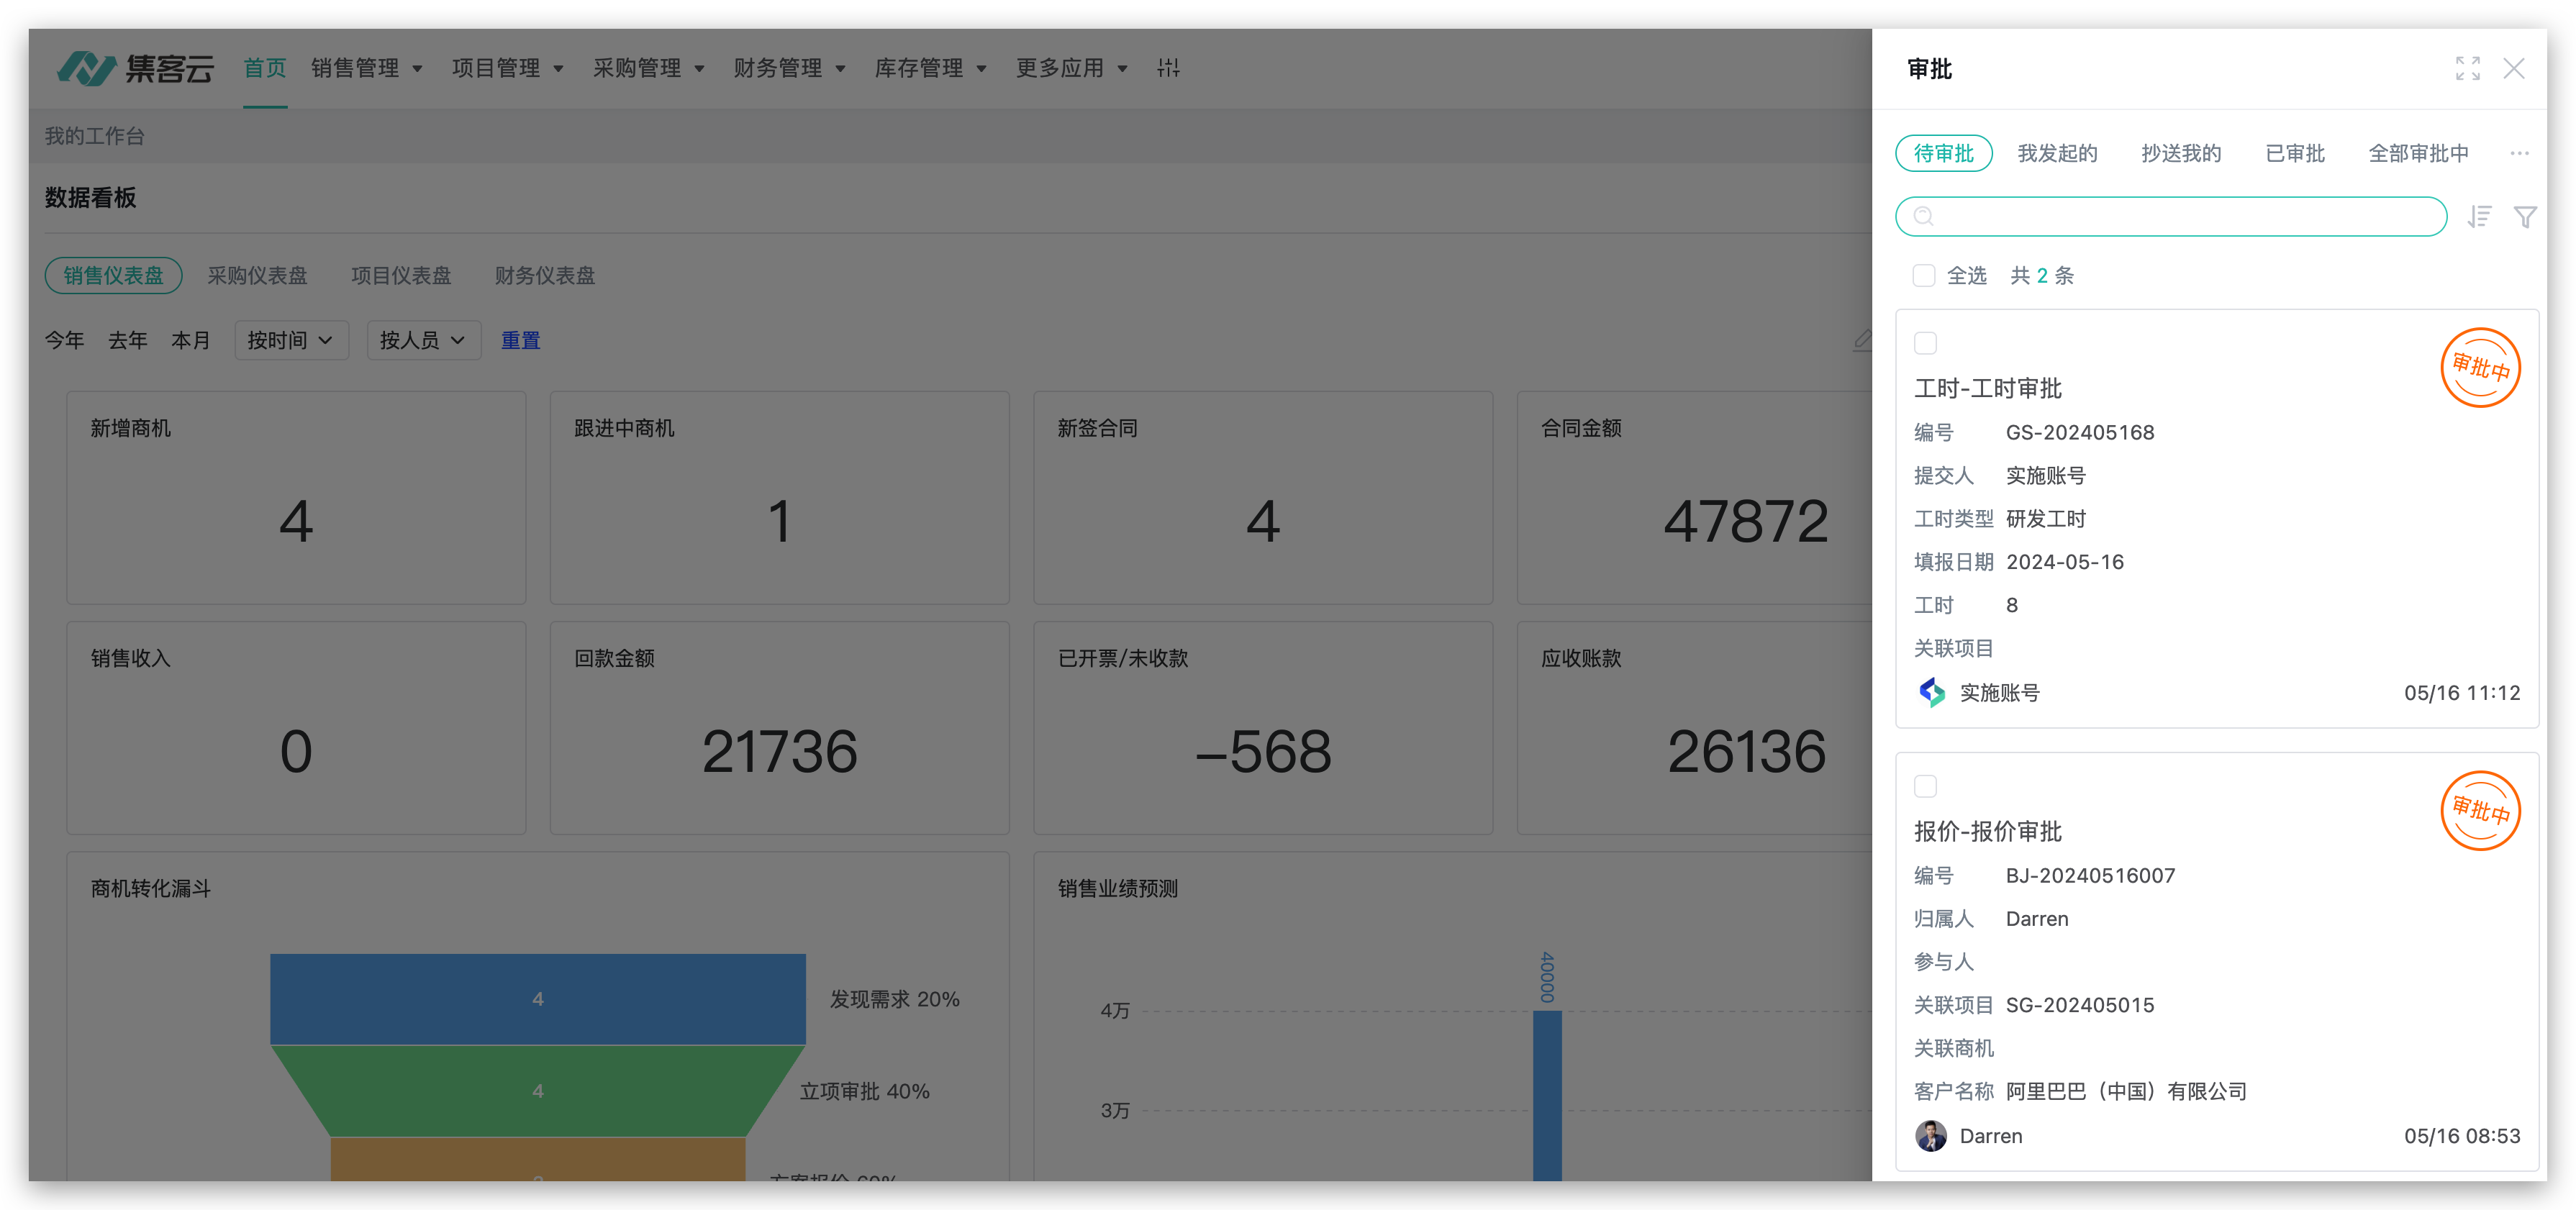 集客云 首页 销售管理 项目管理 采购管理 财务管理 库存管理 更多应用
我的工作台
数据看板
销售仪表盘 采购仪表盘 项目仪表盘 财务仪表盘
今年 去年 本月 按时间 按人员 重置
新增商机 跟进中商机 新签合同 合同金额
4 1 4 47872
销售收入 回款金额 已开票/未收款 应收账款
0 21736 -568 26136
商机转化漏斗
4 发现需求 20%
4 立项审批 40%
方案报价 60%
销售业绩预测
40000
4万
3万
审批
待审批 我发起的 抄送我的 已审批 全部审批中 ...
全选 共 2 条
审批中
工时-工时审批
编号 GS-202405168
提交人 实施账号
工时类型 研发工时
填报日期 2024-05-16
工时 8
关联项目
实施账号 05/16 11:12
审批中
报价-报价审批
编号 BJ-20240516007
归属人 Darren
参与人
关联项目 SG-202405015
关联商机
客户名称 阿里巴巴（中国）有限公司
Darren 05/16 08:53